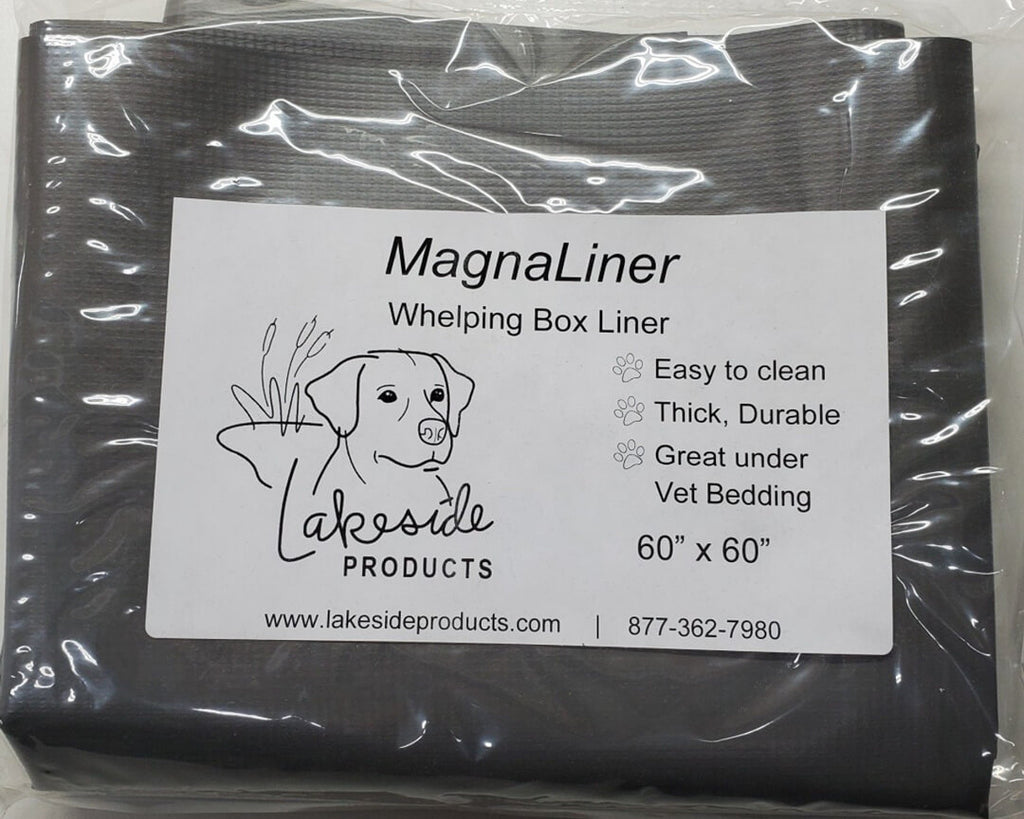 MagnaLiner
Whelping Box Liner
Easy to clean
Thick, Durable
Great under
Vet Bedding
60” x 60”
Lakeside
PRODUCTS
www.lakesideproducts.com | 877-362-7980